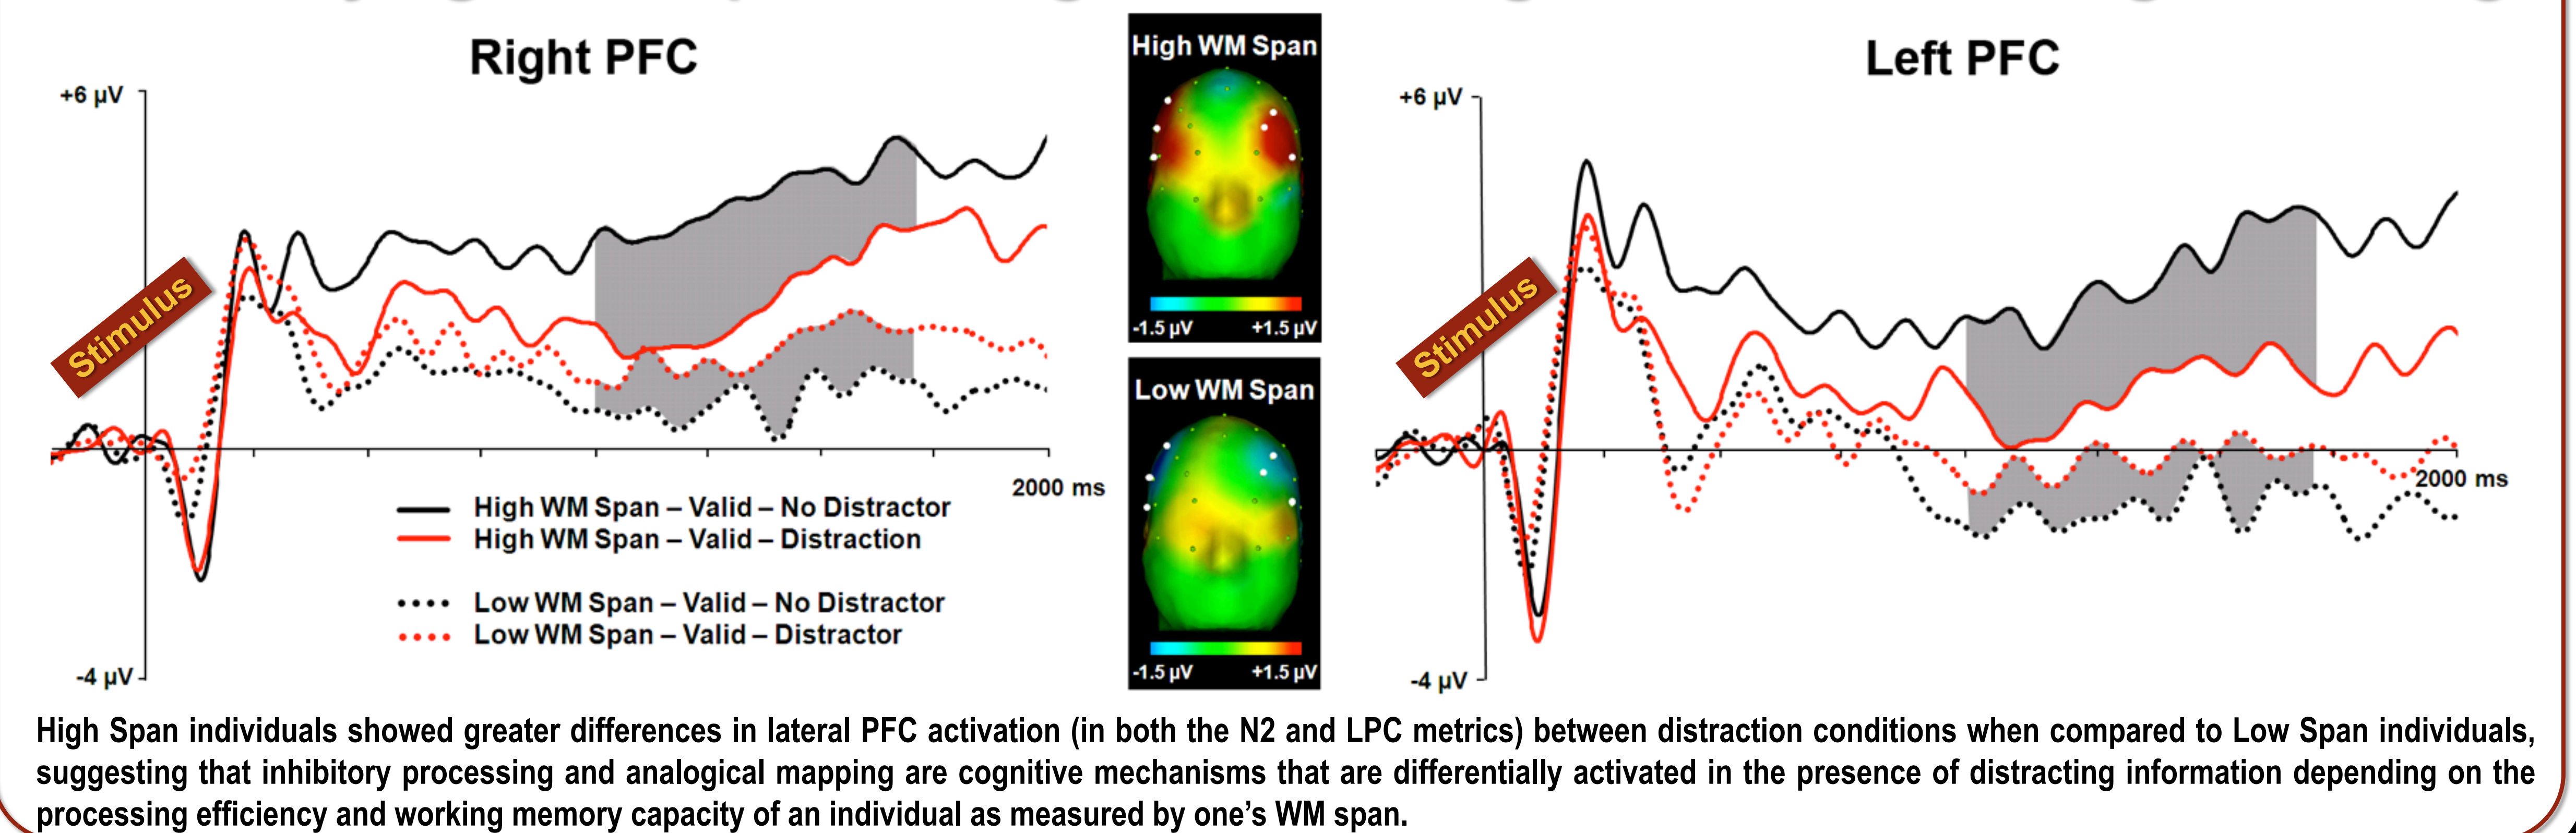 Right PFC
+6 µV
Stimulus
2000 ms
High WM Span – Valid – No Distractor
High WM Span – Valid – Distraction
Low WM Span – Valid – No Distractor
Low WM Span – Valid – Distractor
-4 µV
High WM Span
-1.5 µV +1.5 µV
Low WM Span
-1.5 µV +1.5 µV
Left PFC
+6 µV
Stimulus
2000 ms
-4 µV
High Span individuals showed greater differences in lateral PFC activation (in both the N2 and LPC metrics) between distraction conditions when compared to Low Span individuals,
suggesting that inhibitory processing and analogical mapping are cognitive mechanisms that are differentially activated in the presence of distracting information depending on the
processing efficiency and working memory capacity of an individual as measured by one’s WM span.